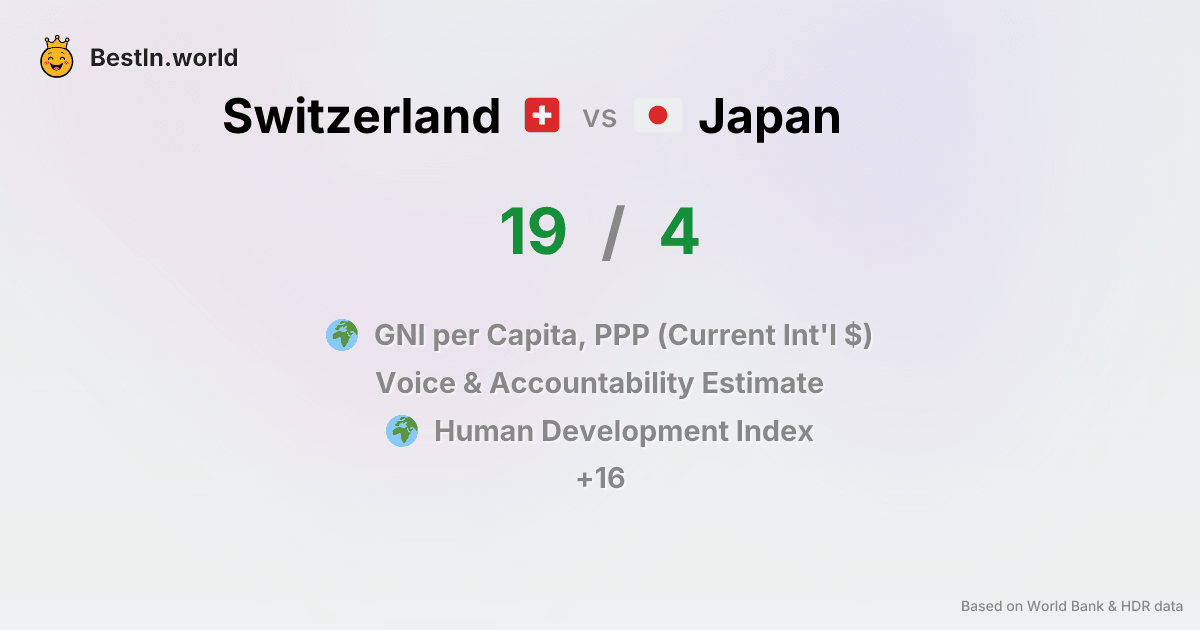 BestIn.world
Switzerland vs Japan
19 / 4
GNI per Capita, PPP (Current Int'l $)
Voice & Accountability Estimate
Human Development Index
+16
Based on World Bank & HDR data